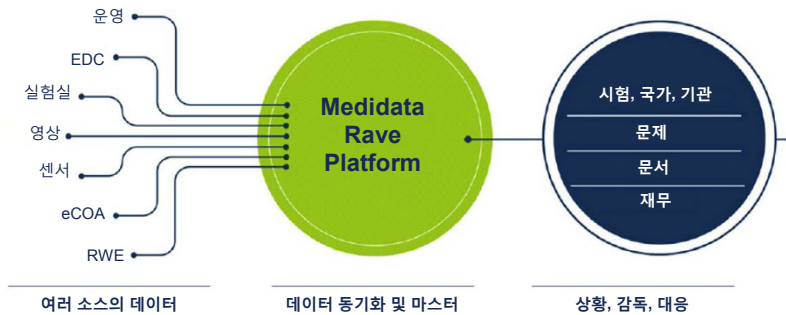 운영
EDC
실험실
영상
센서
eCOA
RWE
Medidata
Rave
Platform
시험, 국가, 기관
문제
문서
재무
여러 소스의 데이터
데이터 동기화 및 마스터
상황, 감독, 대응